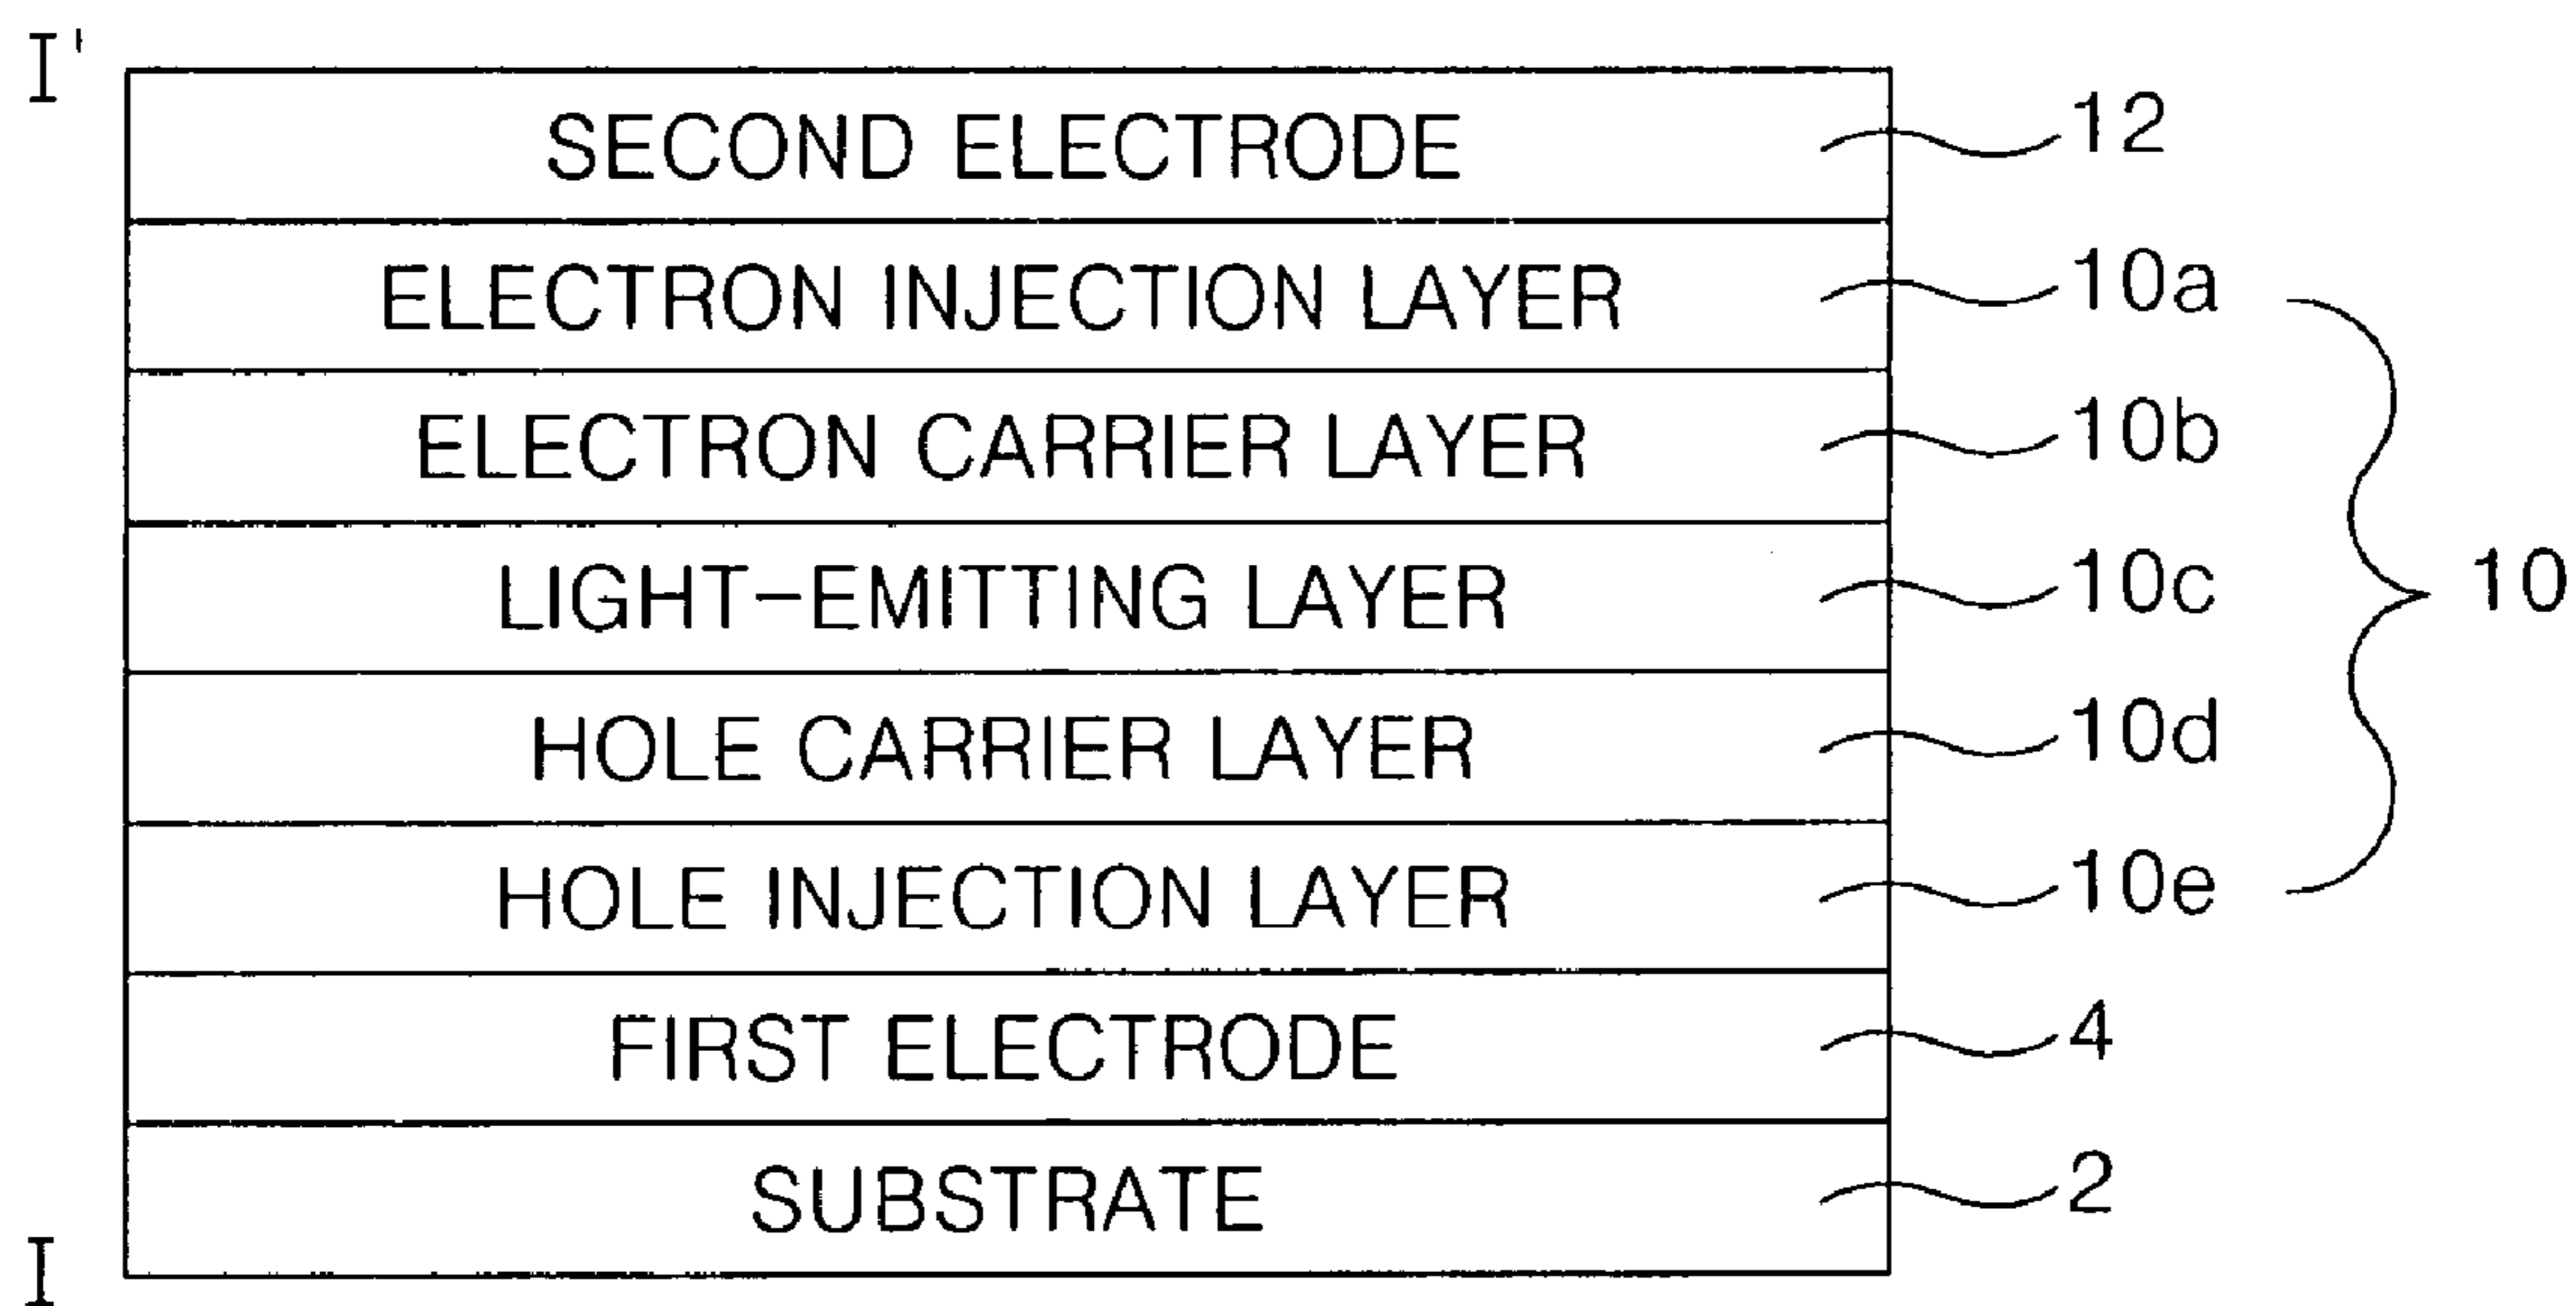 I'
SECOND ELECTRODE 12
ELECTRON INJECTION LAYER 10a
ELECTRON CARRIER LAYER 10b
LIGHT-EMITTING LAYER 10c 10
HOLE CARRIER LAYER 10d
HOLE INJECTION LAYER 10e
FIRST ELECTRODE 4
SUBSTRATE 2
I